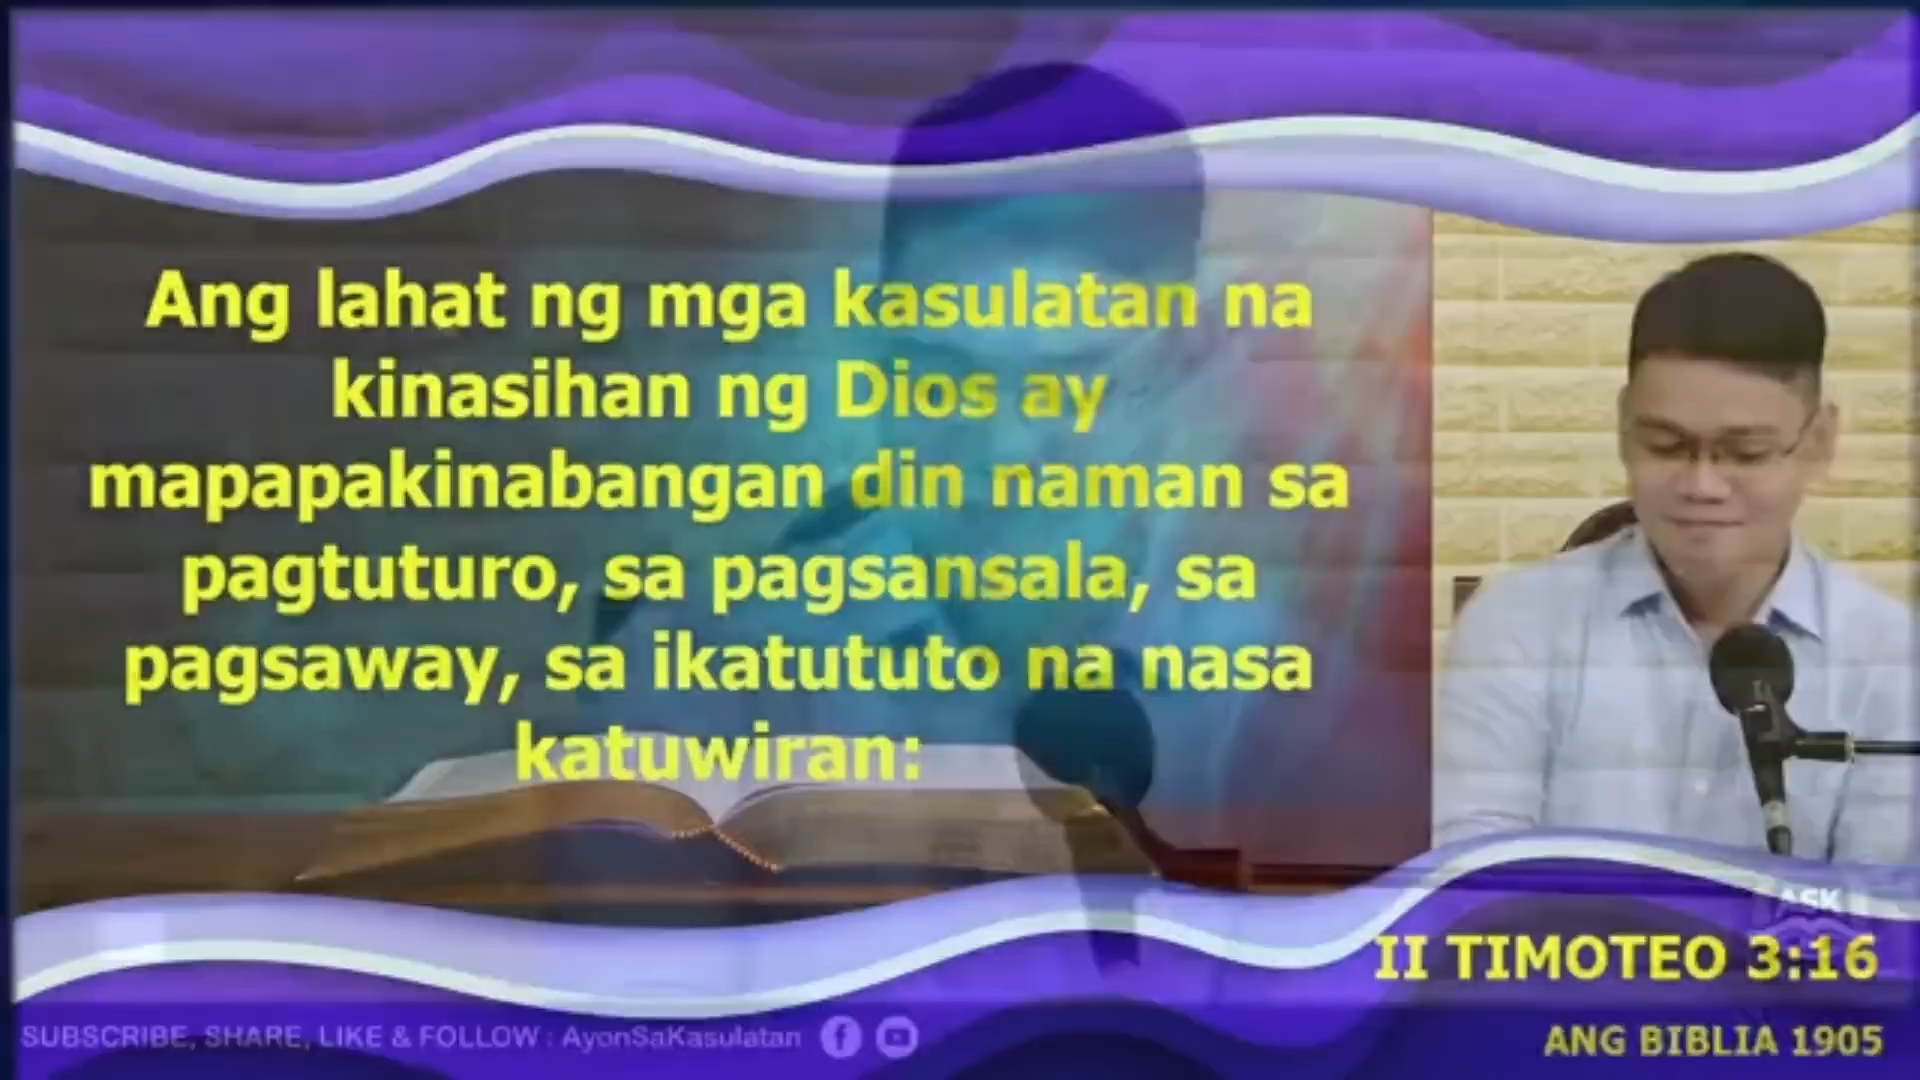 Ang lahat ng mga kasulatan na
kinasihan ng Dios ay
mapapakinabangan din naman sa
pagtuturo, sa pagsansala, sa
pagsaway, sa ikatututo na nasa
katuwiran:
ASK
II TIMOTEO 3:16
SUBSCRIBE, SHARE, LIKE & FOLLOW : AyonSaKasulatan
ANG BIBLIA 1905